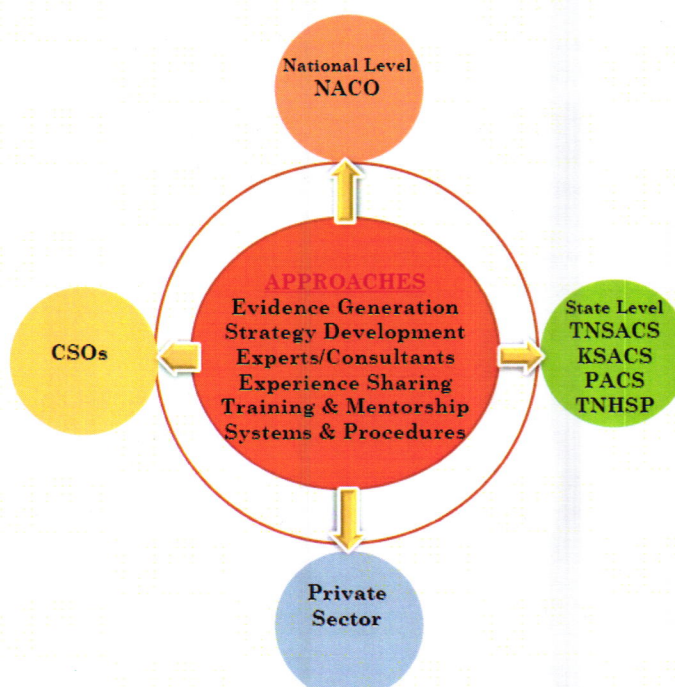 National Level
NACO
APPROACHES
Evidence Generation
Strategy Development
Experts/Consultants
Experience Sharing
Training & Mentorship
Systems & Procedures
CSOs
State Level
TNSACS
KSACS
PACS
TNHSP
Private
Sector